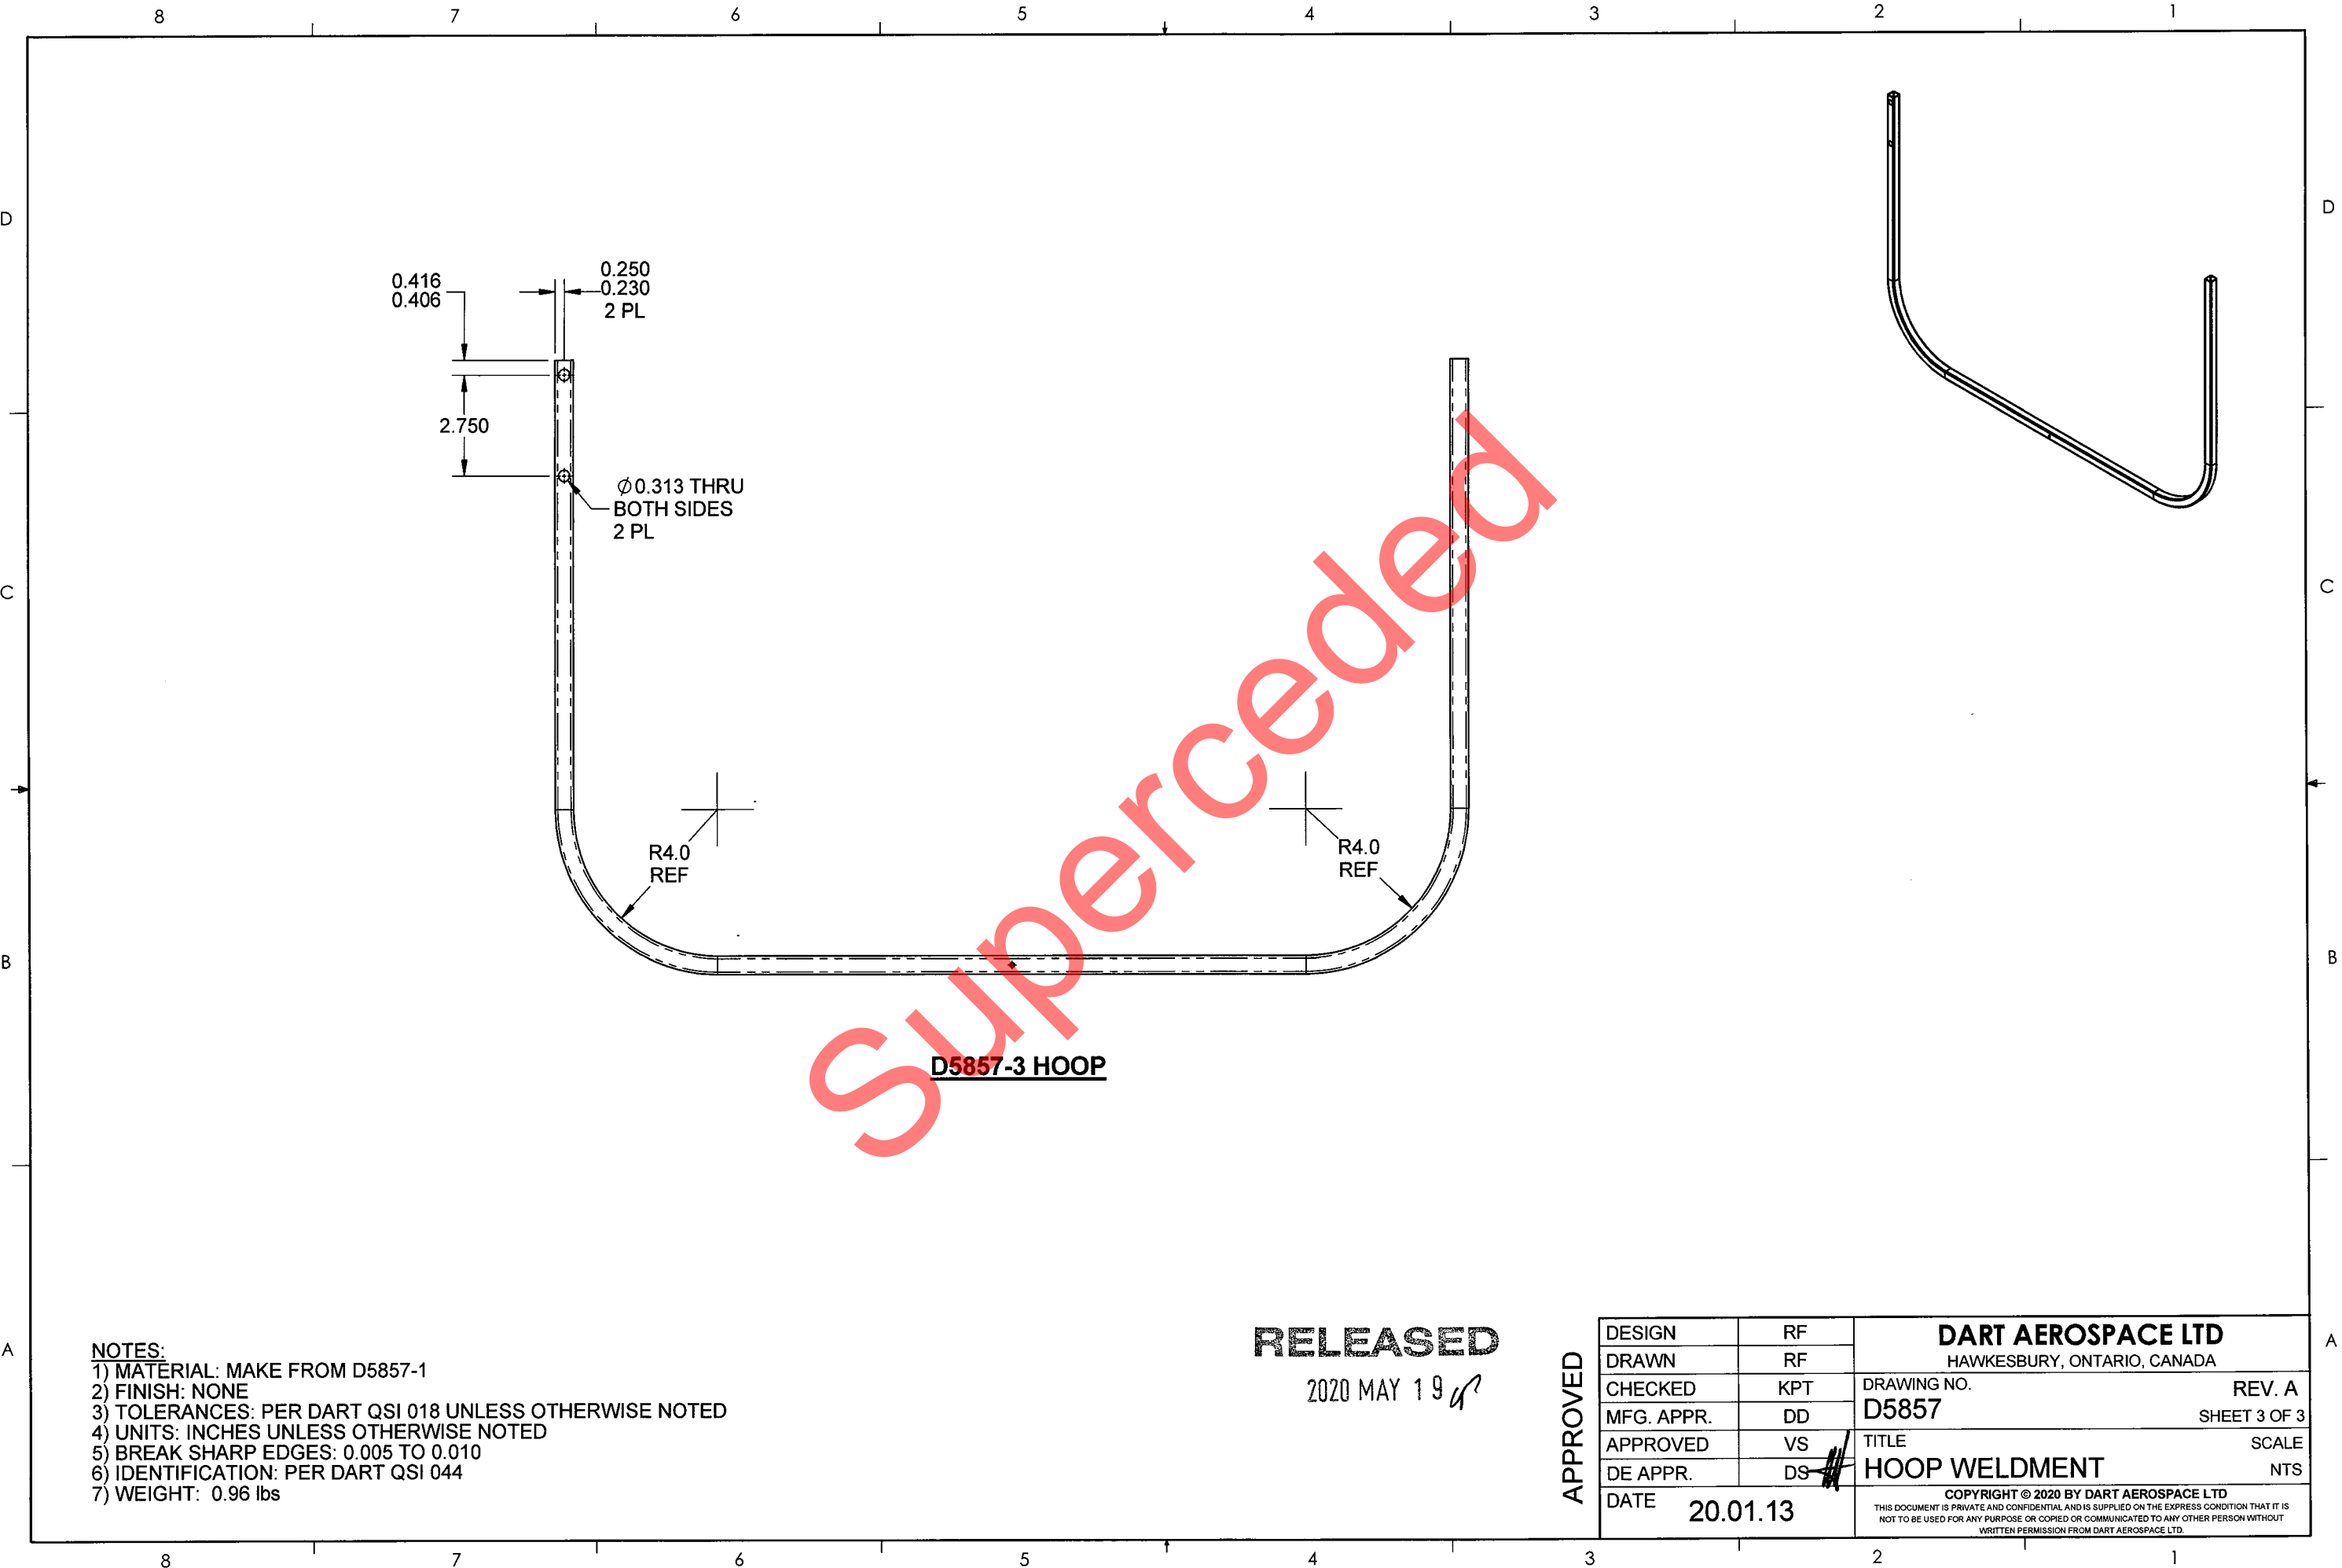 8 7 6 5 4 3 2 1
D
D
C
C
B
B
A
A
0.416
0.406
0.250
0.230
2 PL
2.750
∅0.313 THRU
BOTH SIDES
2 PL
R4.0
REF
R4.0
REF
Superceded
D5857-3 HOOP
NOTES:
1) MATERIAL: MAKE FROM D5857-1
2) FINISH: NONE
3) TOLERANCES: PER DART QSI 018 UNLESS OTHERWISE NOTED
4) UNITS: INCHES UNLESS OTHERWISE NOTED
5) BREAK SHARP EDGES: 0.005 TO 0.010
6) IDENTIFICATION: PER DART QSI 044
7) WEIGHT: 0.96 lbs
RELEASED
2020 MAY 19
APPROVED
DESIGN RF
DRAWN RF
CHECKED KPT
MFG. APPR. DD
APPROVED VS
DE APPR. DS
DATE 20.01.13
DART AEROSPACE LTD
HAWKESBURY, ONTARIO, CANADA
DRAWING NO. REV. A
D5857 SHEET 3 OF 3
TITLE SCALE
HOOP WELDMENT NTS
COPYRIGHT © 2020 BY DART AEROSPACE LTD
THIS DOCUMENT IS PRIVATE AND CONFIDENTIAL AND IS SUPPLIED ON THE EXPRESS CONDITION THAT IT IS
NOT TO BE USED FOR ANY PURPOSE OR COPIED OR COMMUNICATED TO ANY OTHER PERSON WITHOUT
WRITTEN PERMISSION FROM DART AEROSPACE LTD.
8 7 6 5 4 3 2 1